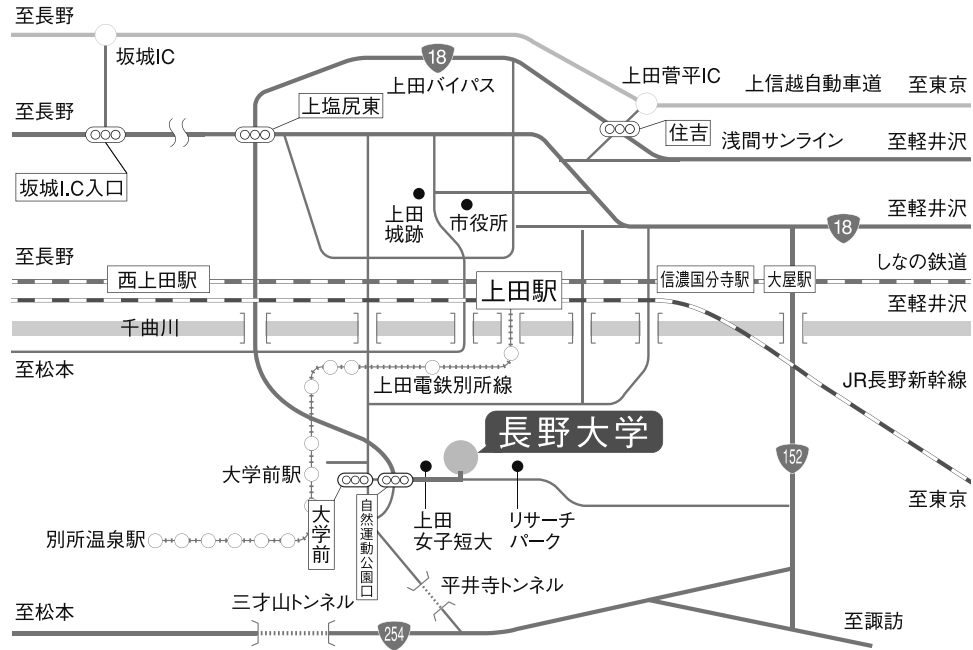 至長野
坂城IC
18
上田バイパス
上田菅平IC
上信越自動車道
至東京
至長野
上塩尻東
住吉
浅間サンライン
至軽井沢
坂城I.C入口
上田
城跡
市役所
至軽井沢
18
至長野
西上田駅
上田駅
信濃国分寺駅
大屋駅
しなの鉄道
至軽井沢
千曲川
至松本
上田電鉄別所線
JR長野新幹線
長野大学
大学前駅
152
至東京
大学前
自然運動公園口
上田
女子短大
リサーチ
パーク
別所温泉駅
平井寺トンネル
三才山トンネル
至松本
254
至諏訪